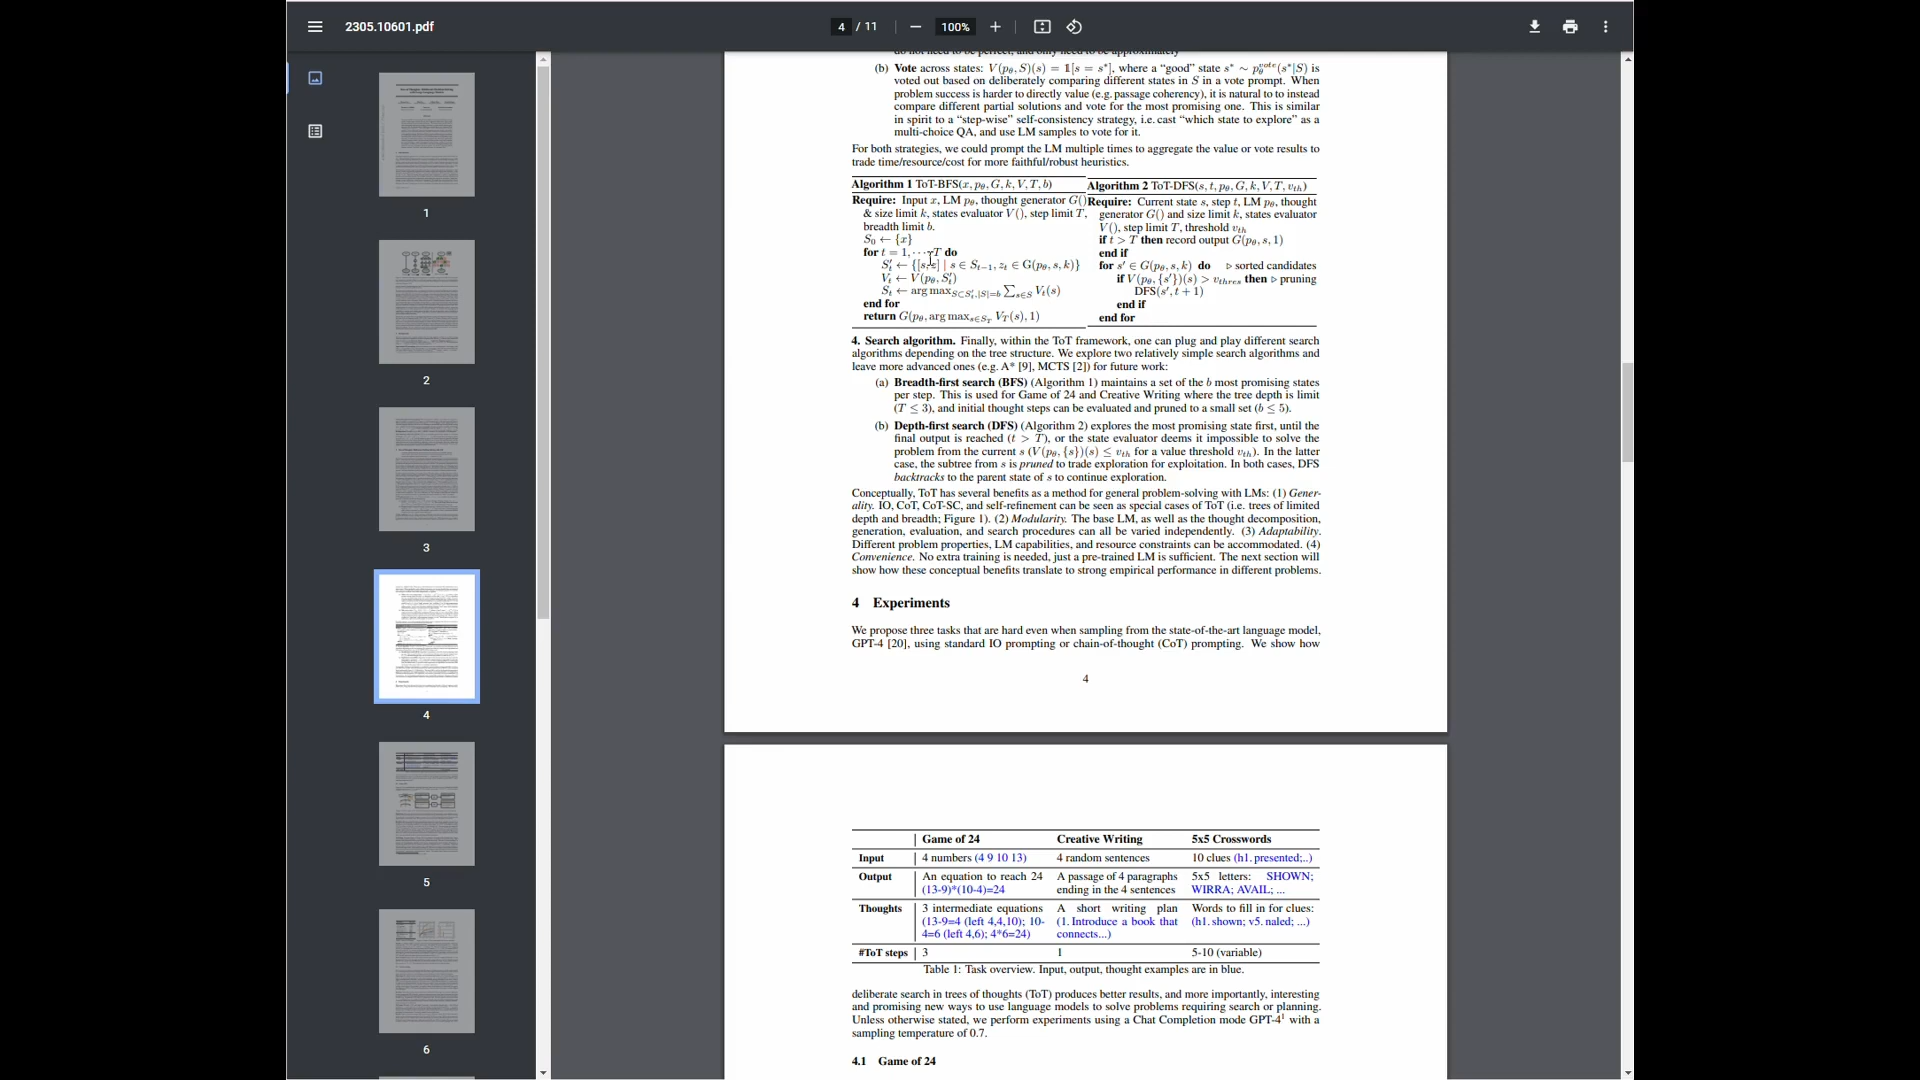 2305.10601.pdf
4 / 11
100%
1
2
3
4
5
6
(b) Vote across states: V(pθ, S)(s) = 𝟙[s = s*], where a “good” state s* ∼ pθ^vote(s*|S) is
voted out based on deliberately comparing different states in S in a vote prompt. When
problem success is harder to directly value (e.g. passage coherency), it is natural to to instead
compare different partial solutions and vote for the most promising one. This is similar
in spirit to a “step-wise” self-consistency strategy, i.e. cast “which state to explore” as a
multi-choice QA, and use LM samples to vote for it.
For both strategies, we could prompt the LM multiple times to aggregate the value or vote results to
trade time/resource/cost for more faithful/robust heuristics.
Algorithm 1 ToT-BFS(x, pθ, G, k, V, T, b)
Require: Input x, LM pθ, thought generator G()
& size limit k, states evaluator V(), step limit T,
breadth limit b.
S₀ ← {x}
for t = 1, ··· T do
S′t ← {[s, z] | s ∈ St−1, zt ∈ G(pθ, s, k)}
Vt ← V(pθ, S′t)
St ← arg max S⊂S′t,|S|=b ∑s∈S Vt(s)
end for
return G(pθ, arg max s∈ST VT(s), 1)
Algorithm 2 ToT-DFS(s, t, pθ, G, k, V, T, vth)
Require: Current state s, step t, LM pθ, thought
generator G() and size limit k, states evaluator
V(), step limit T, threshold vth
if t > T then record output G(pθ, s, 1)
end if
for s′ ∈ G(pθ, s, k) do ▷ sorted candidates
if V(pθ, {s′})(s) > vthres then ▷ pruning
DFS(s′, t + 1)
end if
end for
4. Search algorithm. Finally, within the ToT framework, one can plug and play different search
algorithms depending on the tree structure. We explore two relatively simple search algorithms and
leave more advanced ones (e.g. A* [9], MCTS [2]) for future work:
(a) Breadth-first search (BFS) (Algorithm 1) maintains a set of the b most promising states
per step. This is used for Game of 24 and Creative Writing where the tree depth is limit
(T ≤ 3), and initial thought steps can be evaluated and pruned to a small set (b ≤ 5).
(b) Depth-first search (DFS) (Algorithm 2) explores the most promising state first, until the
final output is reached (t > T), or the state evaluator deems it impossible to solve the
problem from the current s (V(pθ, {s})(s) ≤ vth for a value threshold vth). In the latter
case, the subtree from s is pruned to trade exploration for exploitation. In both cases, DFS
backtracks to the parent state of s to continue exploration.
Conceptually, ToT has several benefits as a method for general problem-solving with LMs: (1) Gener-
ality. IO, CoT, CoT-SC, and self-refinement can be seen as special cases of ToT (i.e. trees of limited
depth and breadth; Figure 1). (2) Modularity. The base LM, as well as the thought decomposition,
generation, evaluation, and search procedures can all be varied independently. (3) Adaptability.
Different problem properties, LM capabilities, and resource constraints can be accommodated. (4)
Convenience. No extra training is needed, just a pre-trained LM is sufficient. The next section will
show how these conceptual benefits translate to strong empirical performance in different problems.
4 Experiments
We propose three tasks that are hard even when sampling from the state-of-the-art language model,
GPT-4 [20], using standard IO prompting or chain-of-thought (CoT) prompting. We show how
4
Game of 24 Creative Writing 5x5 Crosswords
Input 4 numbers (4 9 10 13) 4 random sentences 10 clues (h1. presented;..)
Output An equation to reach 24 A passage of 4 paragraphs 5x5 letters: SHOWN;
(13-9)*(10-4)=24 ending in the 4 sentences WIRRA; AVAIL; ...
Thoughts 3 intermediate equations A short writing plan Words to fill in for clues:
(13-9=4 (left 4,4,10); 10- (1. Introduce a book that (h1. shown; v5. naled; ...)
4=6 (left 4,6); 4*6=24) connects...)
#ToT steps 3 1 5-10 (variable)
Table 1: Task overview. Input, output, thought examples are in blue.
deliberate search in trees of thoughts (ToT) produces better results, and more importantly, interesting
and promising new ways to use language models to solve problems requiring search or planning.
Unless otherwise stated, we perform experiments using a Chat Completion mode GPT-4¹ with a
sampling temperature of 0.7.
4.1 Game of 24